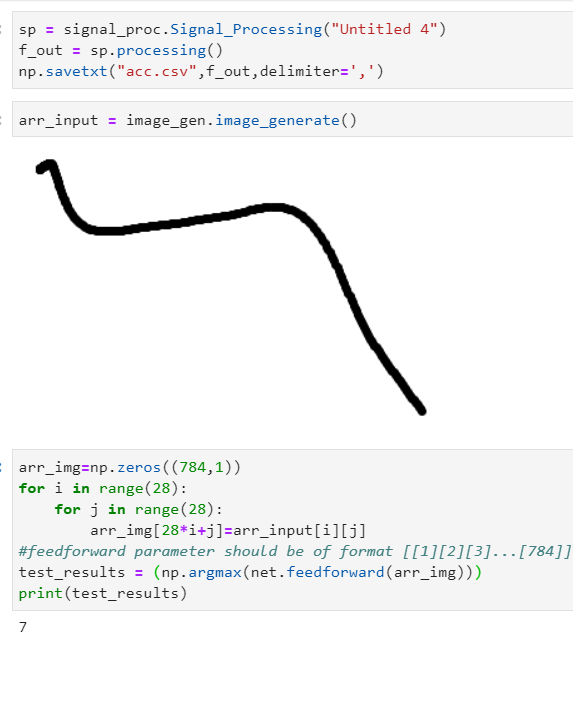 sp = signal_proc.Signal_Processing("Untitled 4")
f_out = sp.processing()
np.savetxt("acc.csv",f_out,delimiter=',')
arr_input = image_gen.image_generate()
arr_img=np.zeros((784,1))
for i in range(28):
    for j in range(28):
        arr_img[28*i+j]=arr_input[i][j]
#feedforward parameter should be of format [[1][2][3]...[784]]
test_results = (np.argmax(net.feedforward(arr_img)))
print(test_results)
7